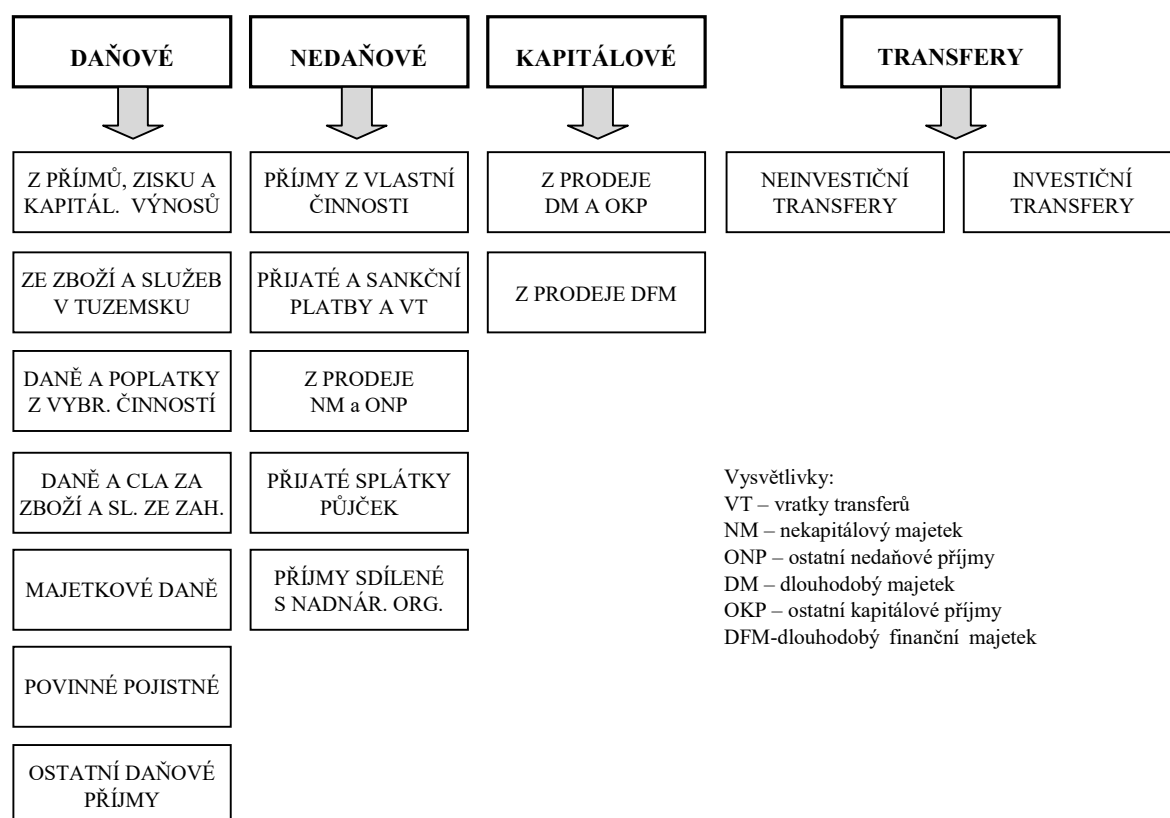 DAŇOVÉ
NEDAŇOVÉ
KAPITÁLOVÉ
TRANSFERY
Z PŘÍJMŮ, ZISKU A
KAPITÁL. VÝNOSŮ
PŘÍJMY Z VLASTNÍ
ČINNOSTI
Z PRODEJE
DM A OKP
NEINVESTIČNÍ
TRANSFERY
INVESTIČNÍ
TRANSFERY
ZE ZBOŽÍ A SLUŽEB
V TUZEMSKU
PŘIJATÉ A SANKČNÍ
PLATBY A VT
Z PRODEJE DFM
DANĚ A POPLATKY
Z VYBR. ČINNOSTÍ
Z PRODEJE
NM a ONP
DANĚ A CLA ZA
ZBOŽÍ A SL. ZE ZAH.
PŘIJATÉ SPLÁTKY
PŮJČEK
MAJETKOVÉ DANĚ
PŘÍJMY SDÍLENÉ
S NADNÁR. ORG.
POVINNÉ POJISTNÉ
OSTATNÍ DAŇOVÉ
PŘÍJMY
Vysvětlivky:
VT – vratky transferů
NM – nekapitálový majetek
ONP – ostatní nedaňové příjmy
DM – dlouhodobý majetek
OKP – ostatní kapitálové příjmy
DFM-dlouhodobý finanční majetek